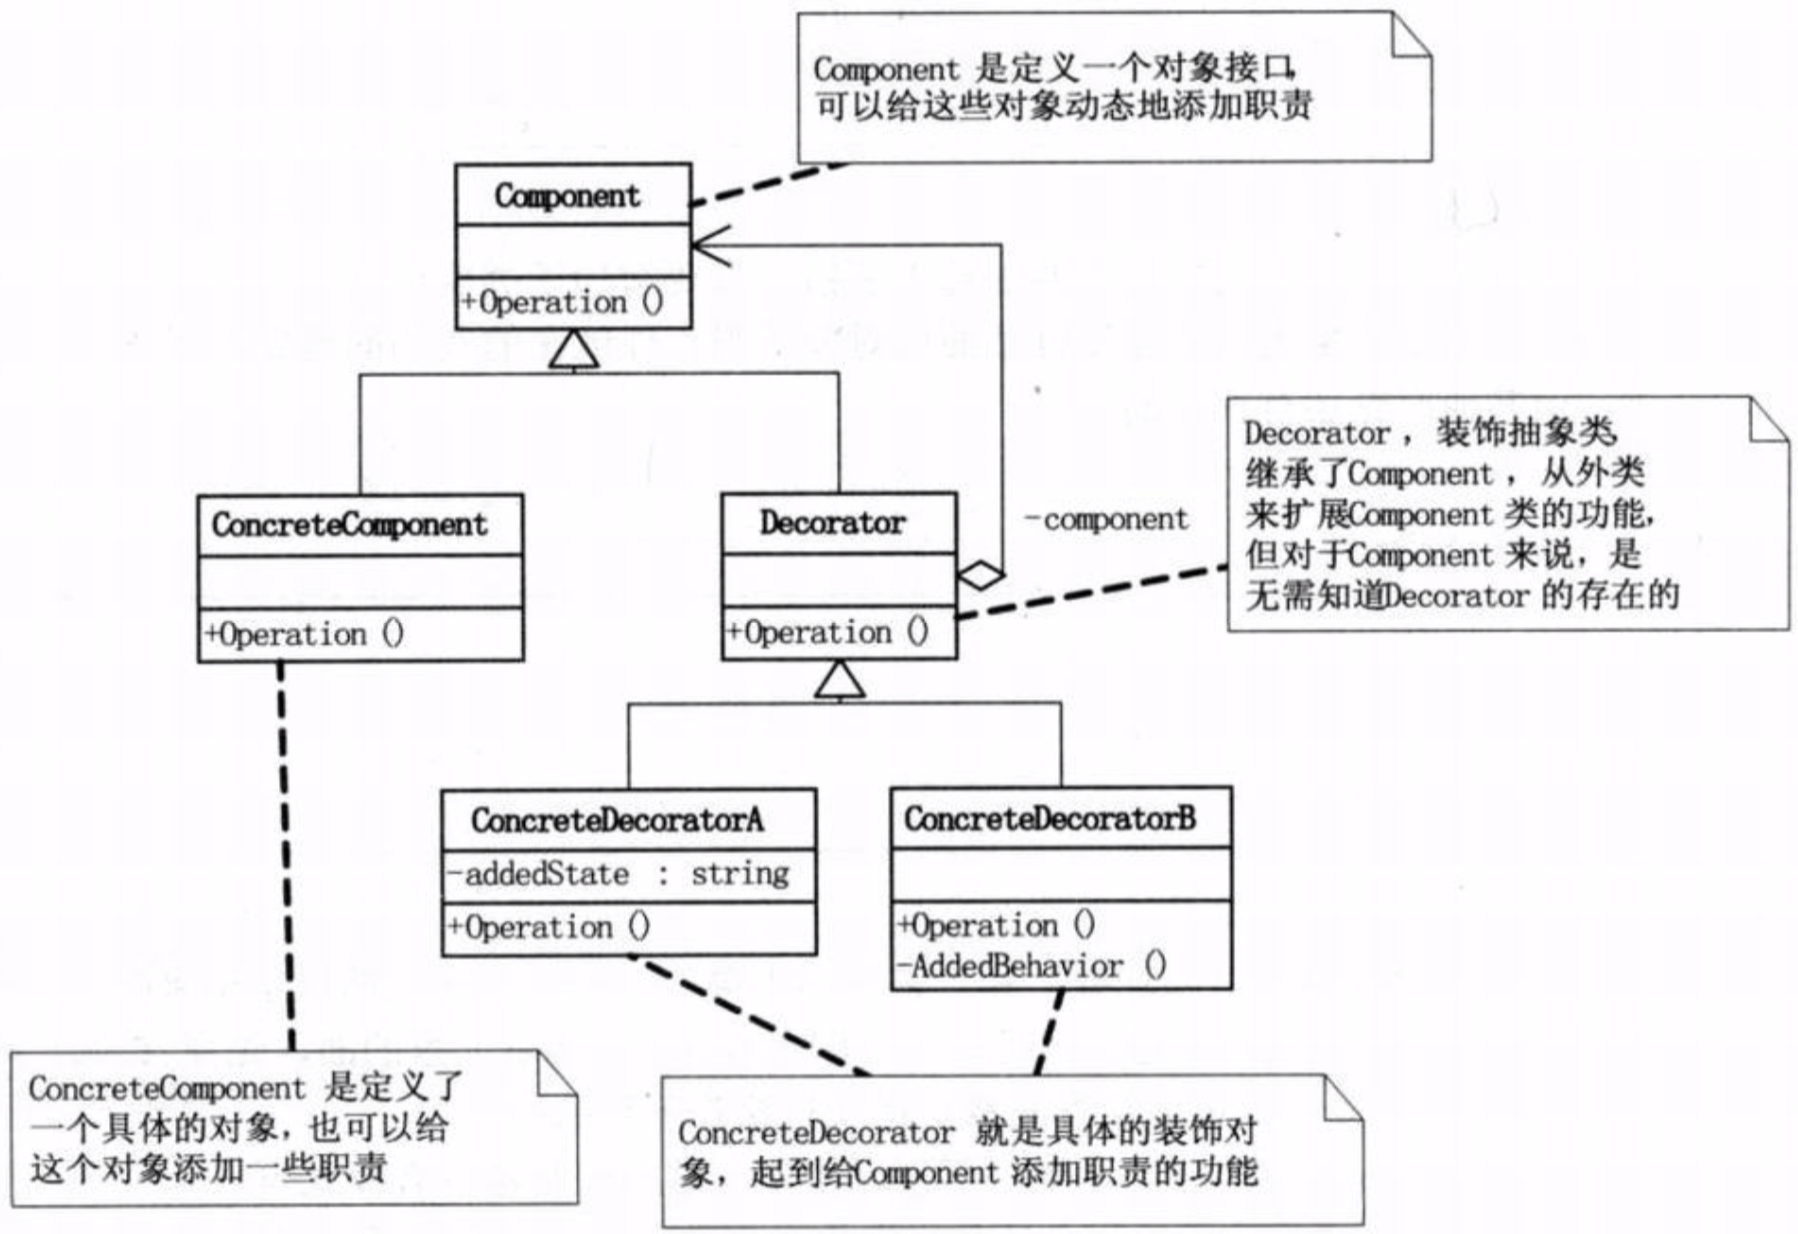 Component 是定义一个对象接口,
可以给这些对象动态地添加职责
Component
+Operation ()
Decorator , 装饰抽象类,
继承了Component , 从外类
来扩展Component 类的功能,
但对于Component 来说, 是
无需知道Decorator 的存在的
ConcreteComponent
+Operation ()
Decorator
+Operation ()
-component
ConcreteDecoratorA
-addedState : string
+Operation ()
ConcreteDecoratorB
+Operation ()
-AddedBehavior ()
ConcreteComponent 是定义了
一个具体的对象, 也可以给
这个对象添加一些职责
ConcreteDecorator 就是具体的装饰对
象, 起到给Component 添加职责的功能